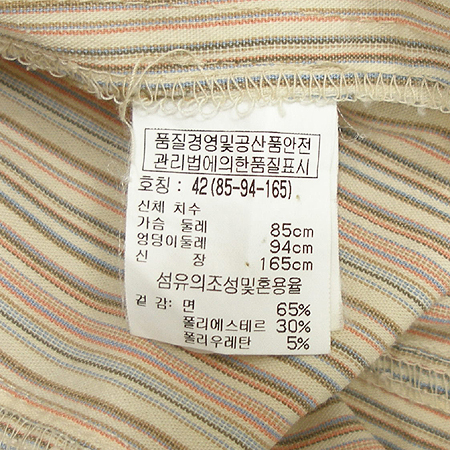 품질경영및공산품안전
관리법에의한품질표시
호칭 : 42(85-94-165)
신체 치수
가슴 둘레 85cm
엉덩이둘레 94cm
신 장 165cm
섬유의조성및혼용율
겉 감: 면 65%
폴리에스테르 30%
폴리우레탄 5%